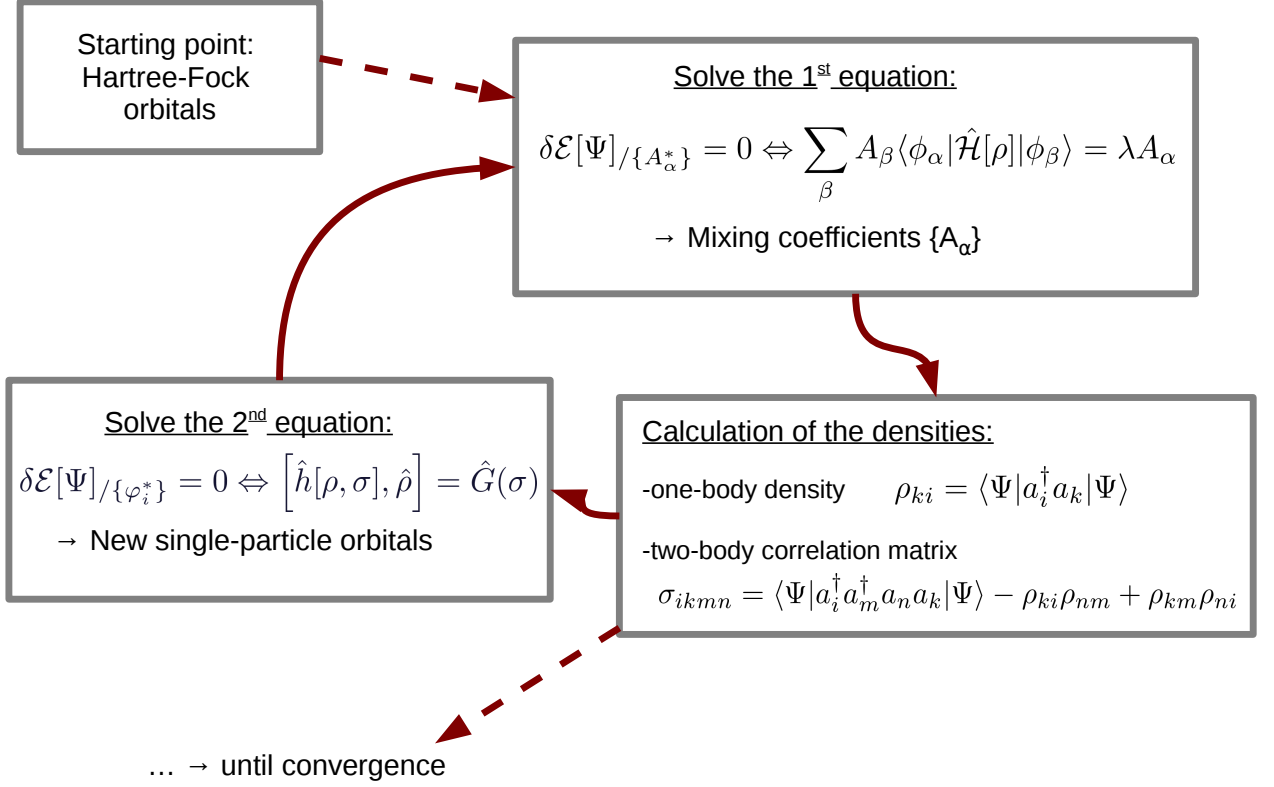 Starting point:
Hartree-Fock
orbitals
Solve the 1st equation:
δℰ[Ψ]/{A*α} = 0 ⇔ ∑β Aβ⟨ϕα|Ĥ[ρ]|ϕβ⟩ = λAα
→ Mixing coefficients {Aα}
Calculation of the densities:
-one-body density ρki = ⟨Ψ|a†i ak|Ψ⟩
-two-body correlation matrix
σikmn = ⟨Ψ|a†i a†m an ak|Ψ⟩ − ρki ρnm + ρkm ρni
Solve the 2nd equation:
δℰ[Ψ]/{φ*i} = 0 ⇔ [ĥ[ρ, σ], ρ̂] = Ĝ(σ)
→ New single-particle orbitals
... → until convergence